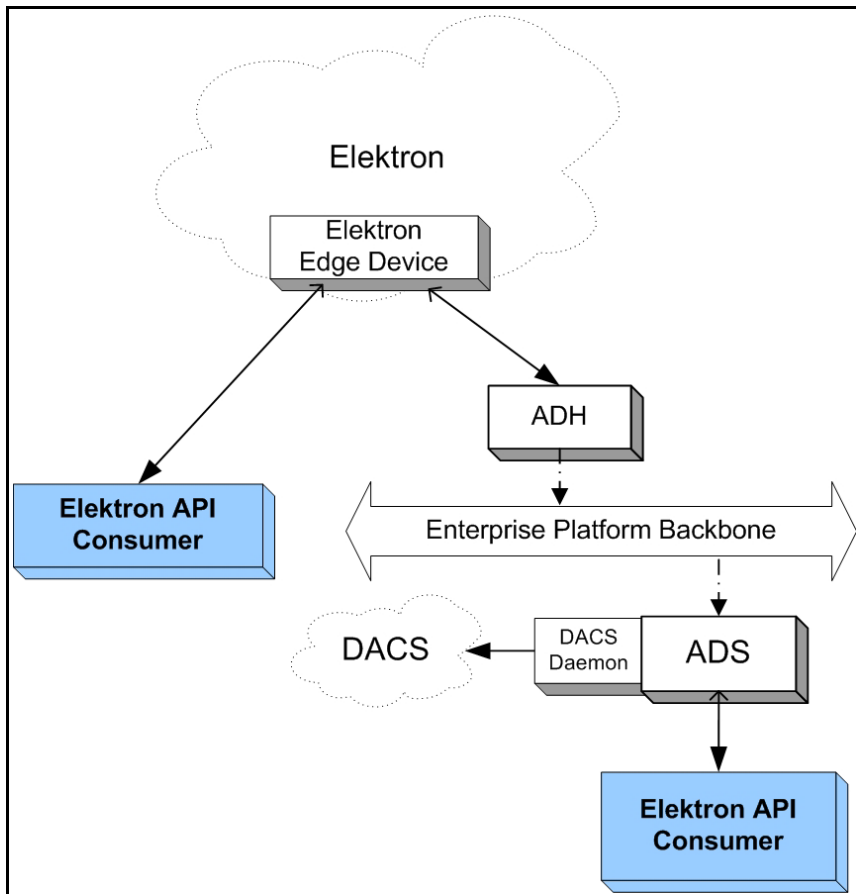 Elektron
Elektron
Edge Device
ADH
Elektron API
Consumer
Enterprise Platform Backbone
DACS
DACS
Daemon
ADS
Elektron API
Consumer